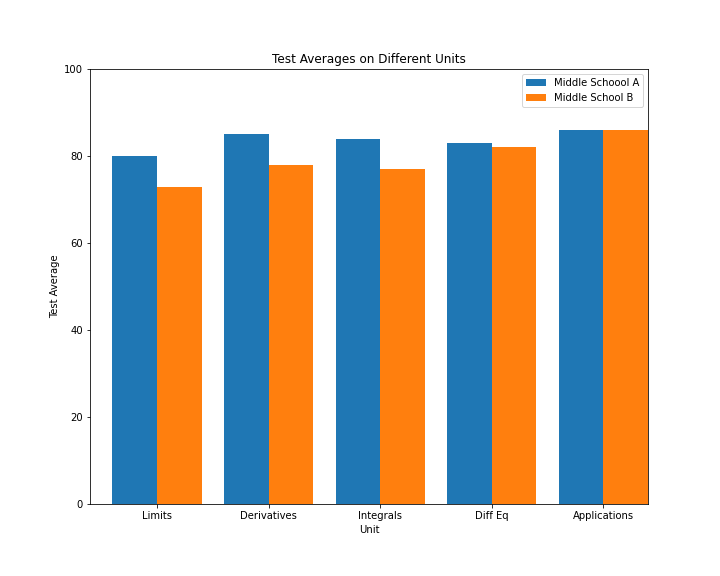 Test Averages on Different Units
Middle Schoool A
Middle School B
100
80
60
40
20
0
Test Average
Limits
Derivatives
Integrals
Diff Eq
Applications
Unit